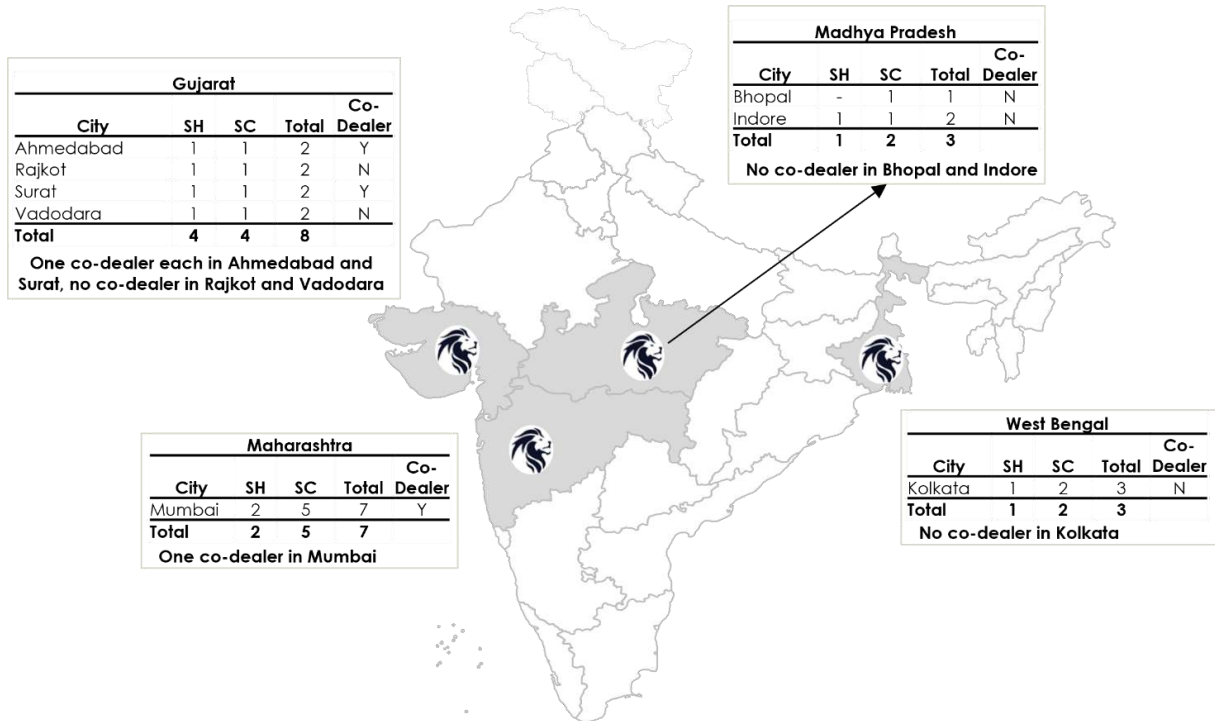 Gujarat
City SH SC Total Co-Dealer
Ahmedabad 1 1 2 Y
Rajkot 1 1 2 N
Surat 1 1 2 Y
Vadodara 1 1 2 N
Total 4 4 8
One co-dealer each in Ahmedabad and
Surat, no co-dealer in Rajkot and Vadodara
Madhya Pradesh
City SH SC Total Co-Dealer
Bhopal - 1 1 N
Indore 1 1 2 N
Total 1 2 3
No co-dealer in Bhopal and Indore
Maharashtra
City SH SC Total Co-Dealer
Mumbai 2 5 7 Y
Total 2 5 7
One co-dealer in Mumbai
West Bengal
City SH SC Total Co-Dealer
Kolkata 1 2 3 N
Total 1 2 3
No co-dealer in Kolkata